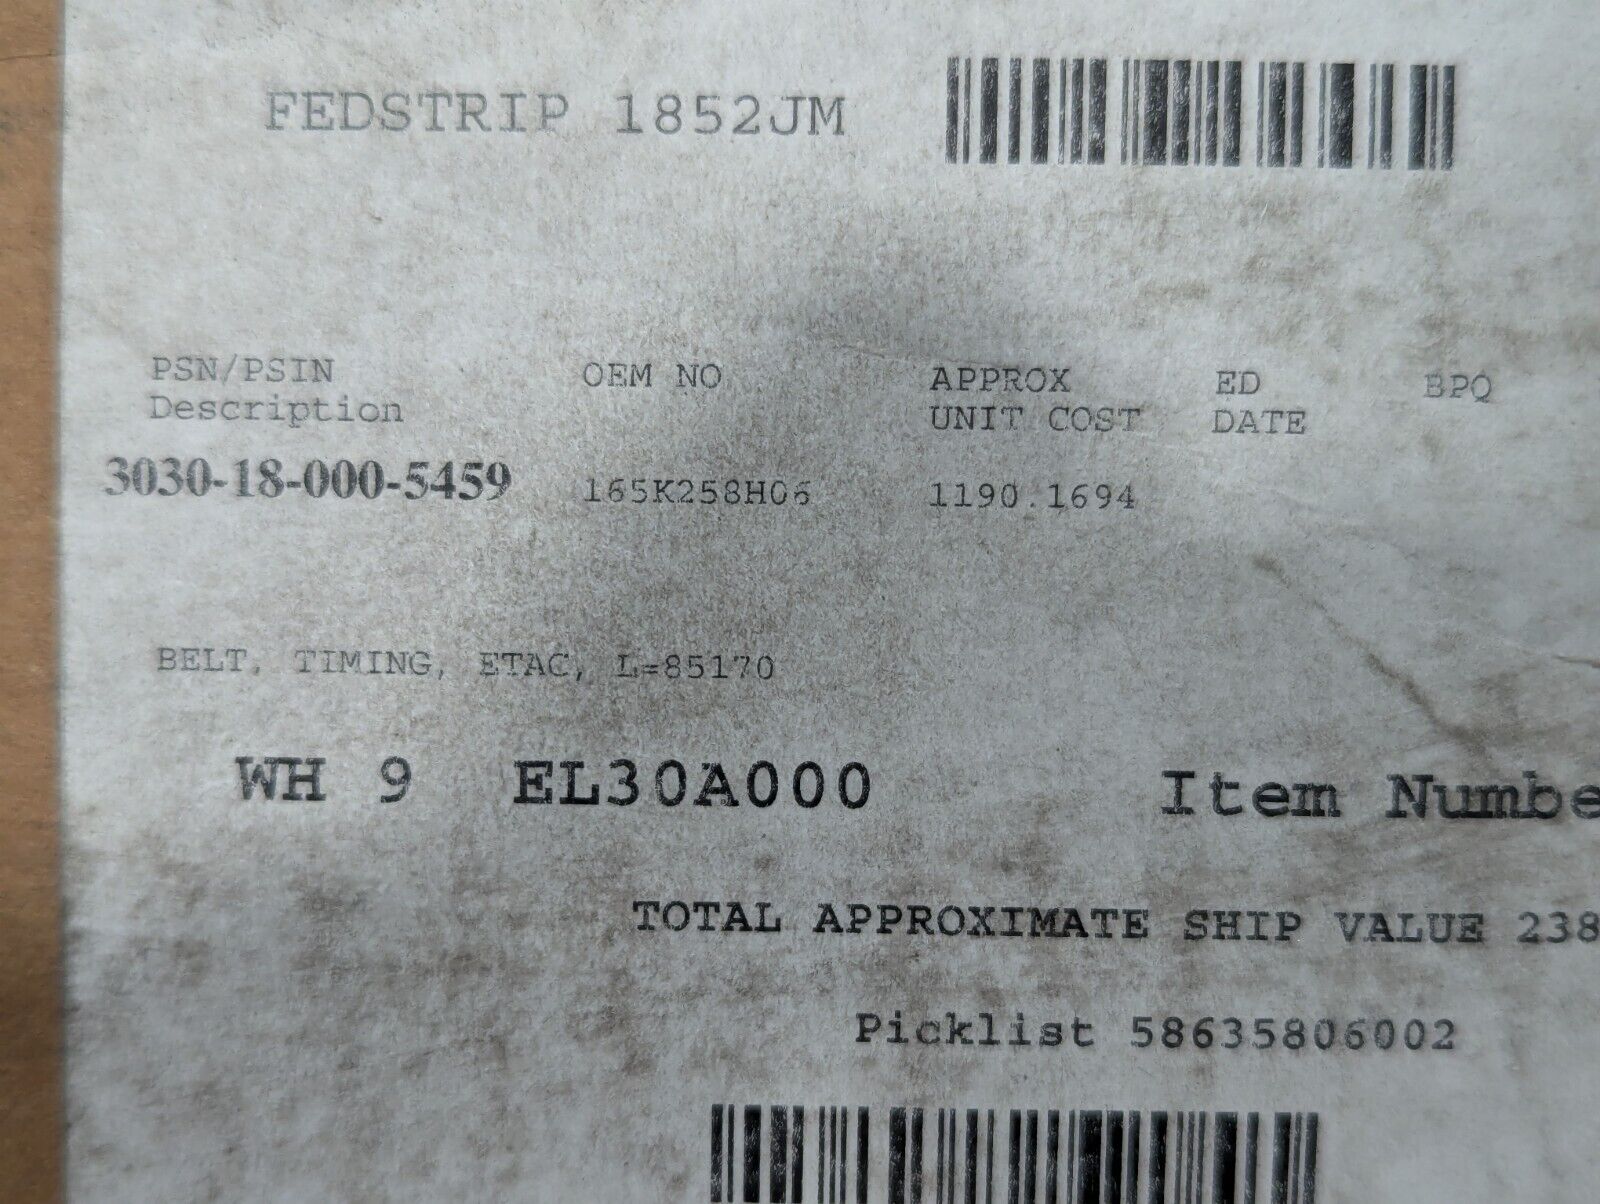 FEDSTRIP 1852JM
PSN/PSIN OEM NO APPROX ED BPQ
Description UNIT COST DATE
3030-18-000-5459 165K258H06 1190.1694
BELT, TIMING, ETAC, L=85170
WH 9 EL30A000 Item Numbe
TOTAL APPROXIMATE SHIP VALUE 238
Picklist 58635806002